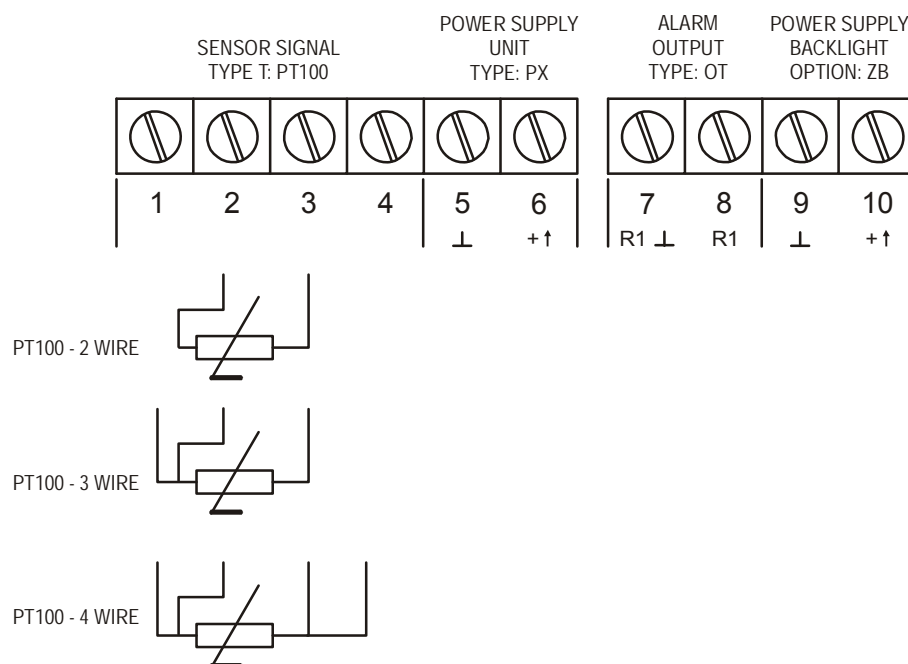 SENSOR SIGNAL
TYPE T: PT100
POWER SUPPLY
UNIT
TYPE: PX
ALARM
OUTPUT
TYPE: OT
POWER SUPPLY
BACKLIGHT
OPTION: ZB
1 2 3 4 5 6 7 8 9 10
⊥ +↑ R1 ⊥ R1 ⊥ +↑
PT100 - 2 WIRE
PT100 - 3 WIRE
PT100 - 4 WIRE